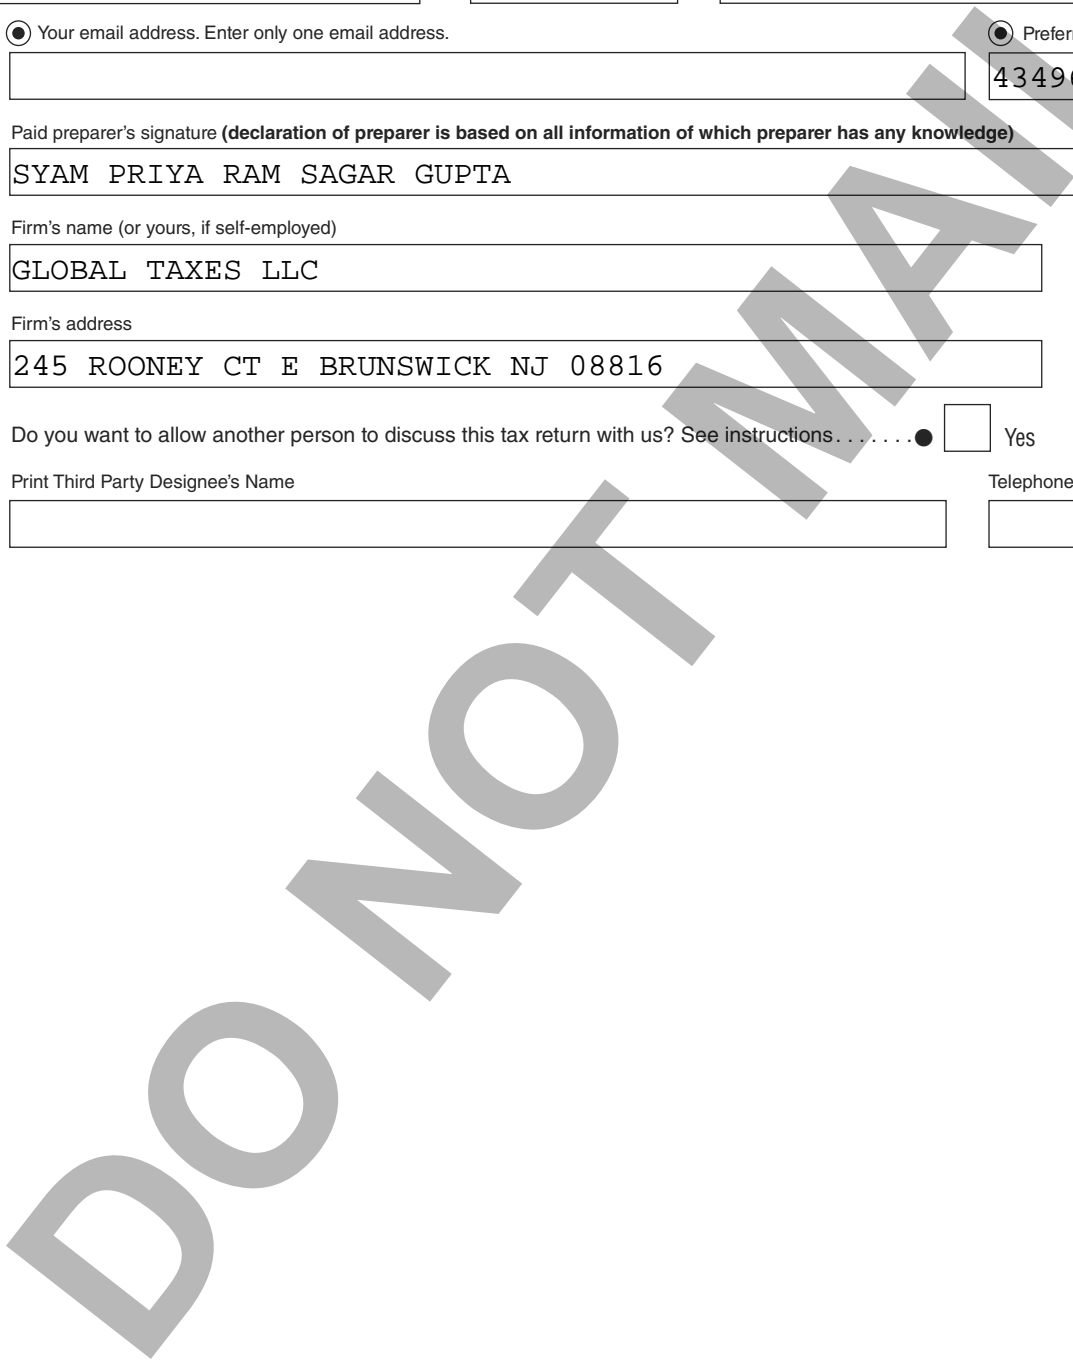 Your email address. Enter only one email address.
Paid preparer's signature (declaration of preparer is based on all information of which preparer has any knowledge)
SYAM PRIYA RAM SAGAR GUPTA
Firm's name (or yours, if self-employed)
GLOBAL TAXES LLC
Firm's address
245 ROONEY CT E BRUNSWICK NJ 08816
Do you want to allow another person to discuss this tax return with us? See instructions.......● Yes
Print Third Party Designee's Name Telephone
DO NOT MAIL